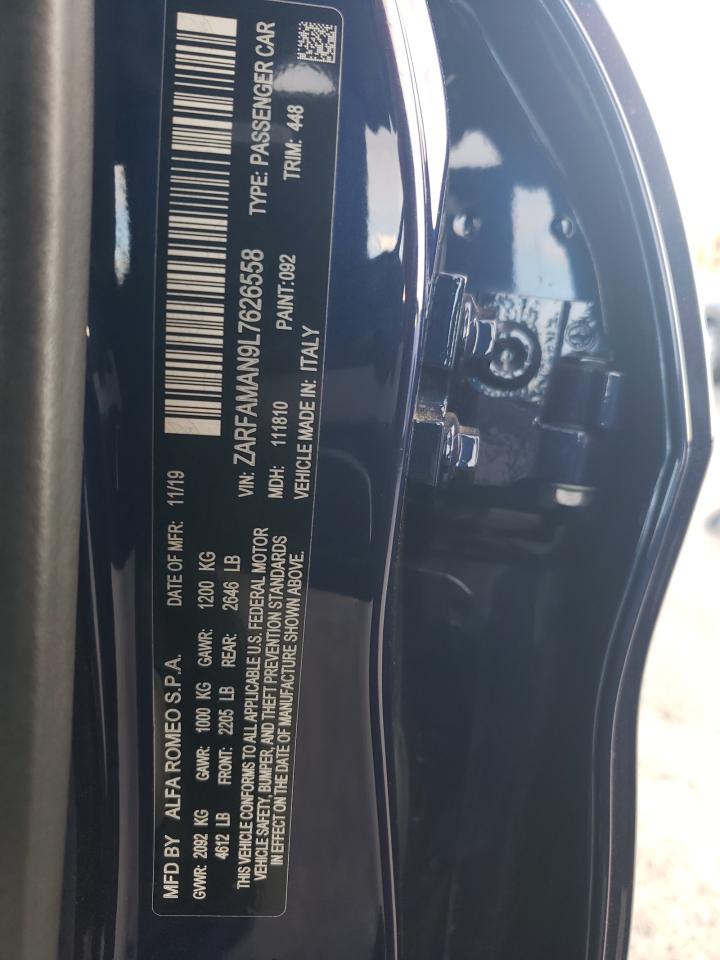 MFD BY ALFA ROMEO S.P.A. DATE OF MFR: 11/19
GVWR: 2092 KG GAWR: 1000 KG GAWR: 1200 KG
4612 LB FRONT: 2205 LB REAR: 2646 LB
THIS VEHICLE CONFORMS TO ALL APPLICABLE U.S. FEDERAL MOTOR
VEHICLE SAFETY, BUMPER, AND THEFT PREVENTION STANDARDS
IN EFFECT ON THE DATE OF MANUFACTURE SHOWN ABOVE.
VIN: ZARFAMAN9L7626558 TYPE: PASSENGER CAR
MDH: 111810 PAINT:092 TRIM: 448
VEHICLE MADE IN: ITALY